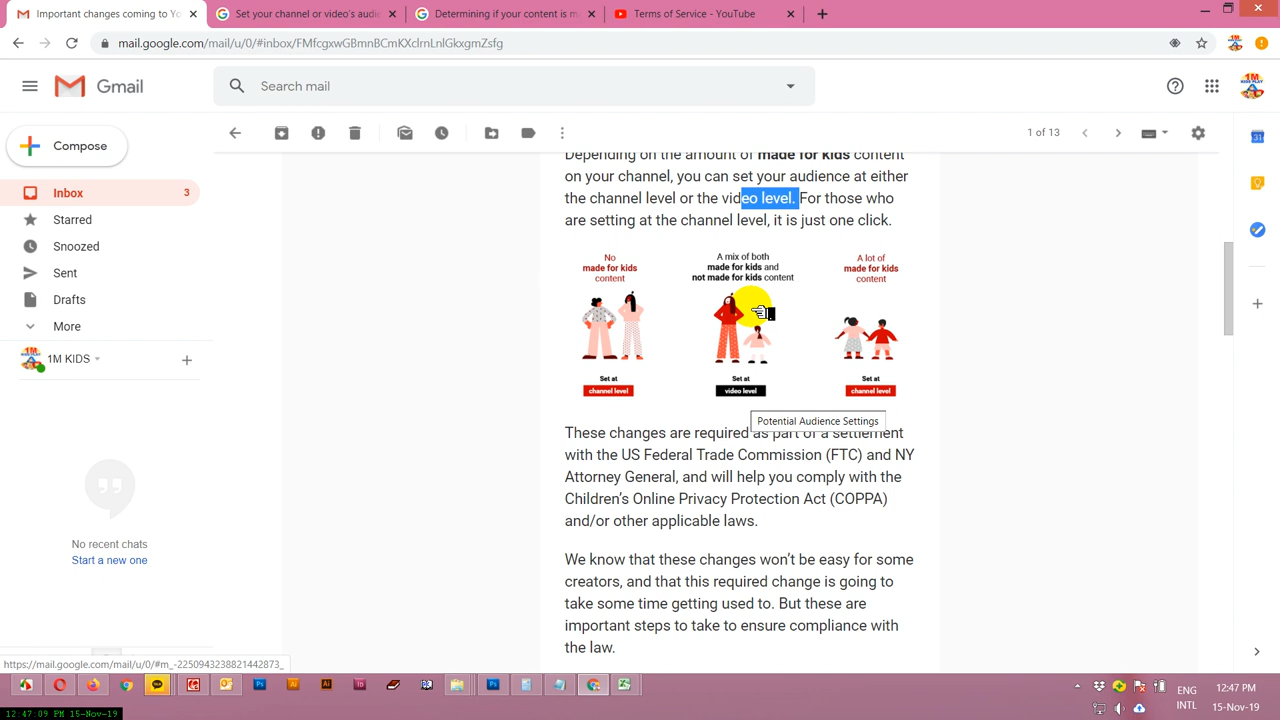 Important changes coming to Yo
Set your channel or video's audie
Determining if your content is m
Terms of Service - YouTube
mail.google.com/mail/u/0/#inbox/FMfcgxwGBmnBCmKXclmLnlGkxgmZsfg
Gmail
Search mail
Compose
1 of 13
Inbox 3
Starred
Snoozed
Sent
Drafts
More
1M KIDS
No recent chats
Start a new one
Depending on the amount of made for kids content
on your channel, you can set your audience at either
the channel level or the video level. For those who
are setting at the channel level, it is just one click.
No
made for kids
content
A mix of both
made for kids and
not made for kids content
A lot of
made for kids
content
Set at
channel level
Set at
video level
Set at
channel level
Potential Audience Settings
These changes are required as part of a settlement
with the US Federal Trade Commission (FTC) and NY
Attorney General, and will help you comply with the
Children's Online Privacy Protection Act (COPPA)
and/or other applicable laws.
We know that these changes won't be easy for some
creators, and that this required change is going to
take some time getting used to. But these are
important steps to take to ensure compliance with
the law.
https://mail.google.com/mail/u/0/#m_-2250943238821442873_
ENG
INTL
12:47 PM
15-Nov-19
12:47:09 PM, 15-Nov-19